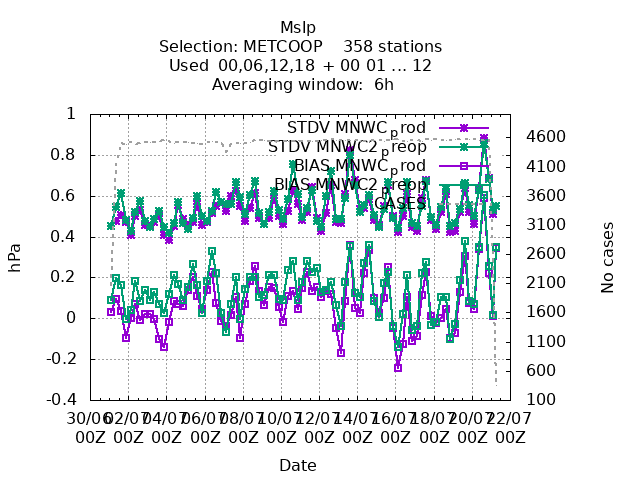 Mslp
Selection: METCOOP 358 stations
Used 00,06,12,18 + 00 01 ... 12
Averaging window: 6h
1
0.8
0.6
0.4
0.2
0
-0.2
-0.4
hPa
STDV MNWC_prod
STDV MNWC2_preop
BIAS MNWC_prod
BIAS MNWC2_preop
CASES
4600
4100
3600
3100
2600
2100
1600
1100
600
100
No cases
30/06 02/07 04/07 06/07 08/07 10/07 12/07 14/07 16/07 18/07 20/07 22/07
00Z 00Z 00Z 00Z 00Z 00Z 00Z 00Z 00Z 00Z 00Z 00Z
Date